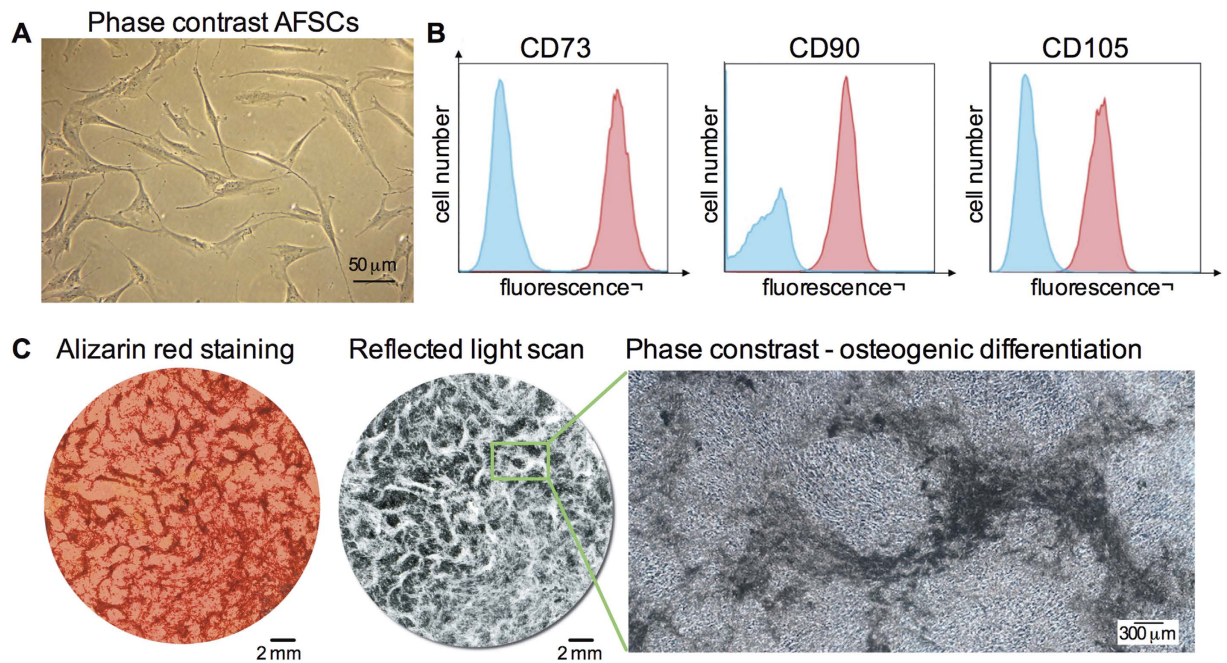 A
Phase contrast AFSCs
50 µm
B
CD73
CD90
CD105
cell number
cell number
cell number
fluorescence¬
fluorescence¬
fluorescence¬
C
Alizarin red staining
Reflected light scan
Phase constrast - osteogenic differentiation
2 mm
2 mm
300 µm